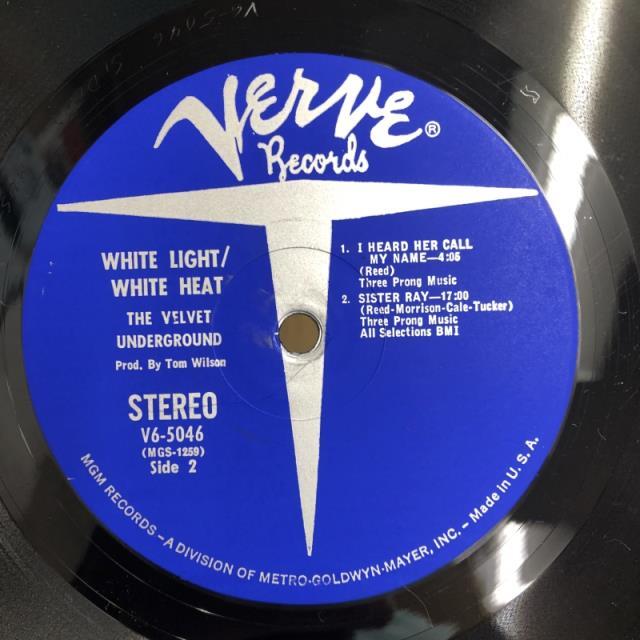 V6-5046
VERVE®
Records
WHITE LIGHT/
WHITE HEAT
THE VELVET
UNDERGROUND
Prod. By Tom Wilson
STEREO
V6-5046
(MGS-1259)
Side 2
1. I HEARD HER CALL
MY NAME—4:05
(Reed)
Three Prong Music
2. SISTER RAY—17:00
(Reed-Morrison-Cale-Tucker)
Three Prong Music
All Selections BMI
MGM RECORDS – A DIVISION OF METRO-GOLDWYN-MAYER, INC. – Made in U. S. A.